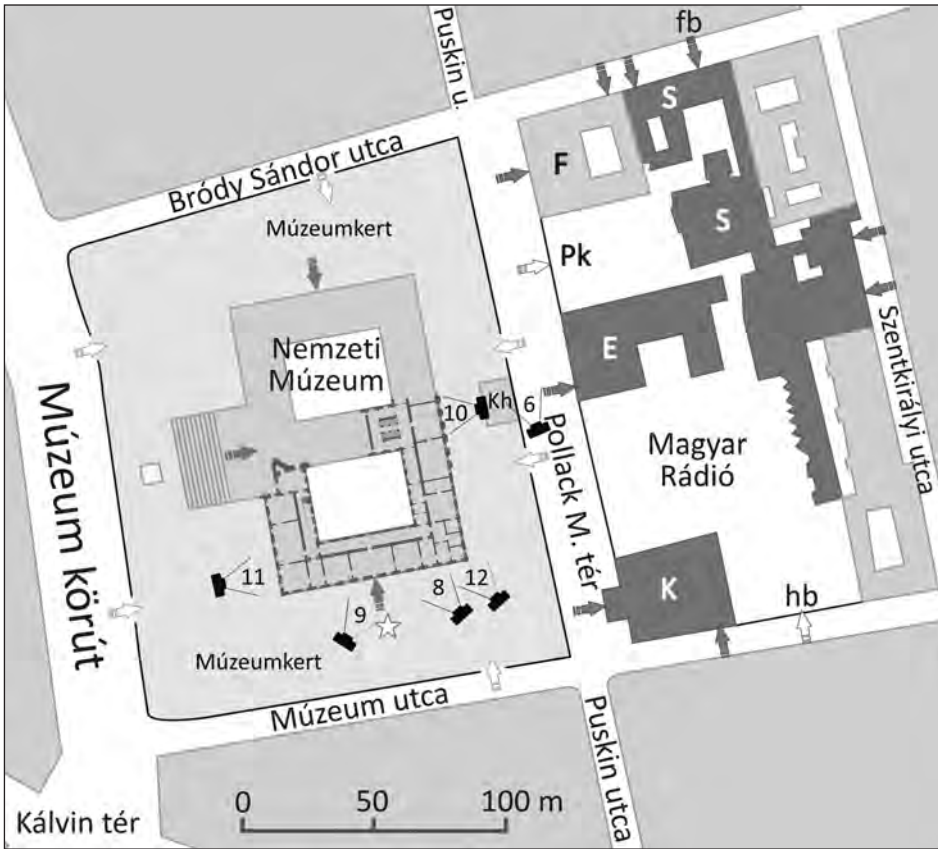 Puskin u.
fb
S
Bródy Sándor utca
F
Múzeumkert
S
Pk
Nemzeti
Múzeum
E
Szentkirályi utca
Kh
10
6
Múzeum körút
Pollack M. tér
Magyar
Rádió
11
8
12
9
K
hb
Múzeumkert
Múzeum utca
Puskin utca
0 50 100 m
Kálvin tér